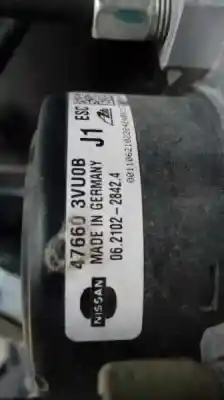 47660 3VU0B J1 ESC
MADE IN GERMANY
06.2102-2842.4
NISSAN